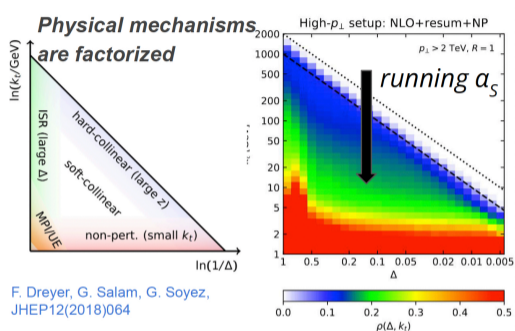 Physical mechanisms
are factorized
ln(kt/GeV)
ISR (large Δ)
hard-collinear (large z)
soft-collinear
MPI/UE
non-pert. (small kt)
ln(1/Δ)
F. Dreyer, G. Salam, G. Soyez,
JHEP12(2018)064
High-p⊥ setup: NLO+resum+NP
p⊥ > 2 TeV, R = 1
running αS
2000
1000
500
200
100
50
20
10
5
2
1
1 0.5 0.2 0.1 0.05 0.02 0.01 0.005
Δ
0.0 0.1 0.2 0.3 0.4 0.5
ρ(Δ, kt)